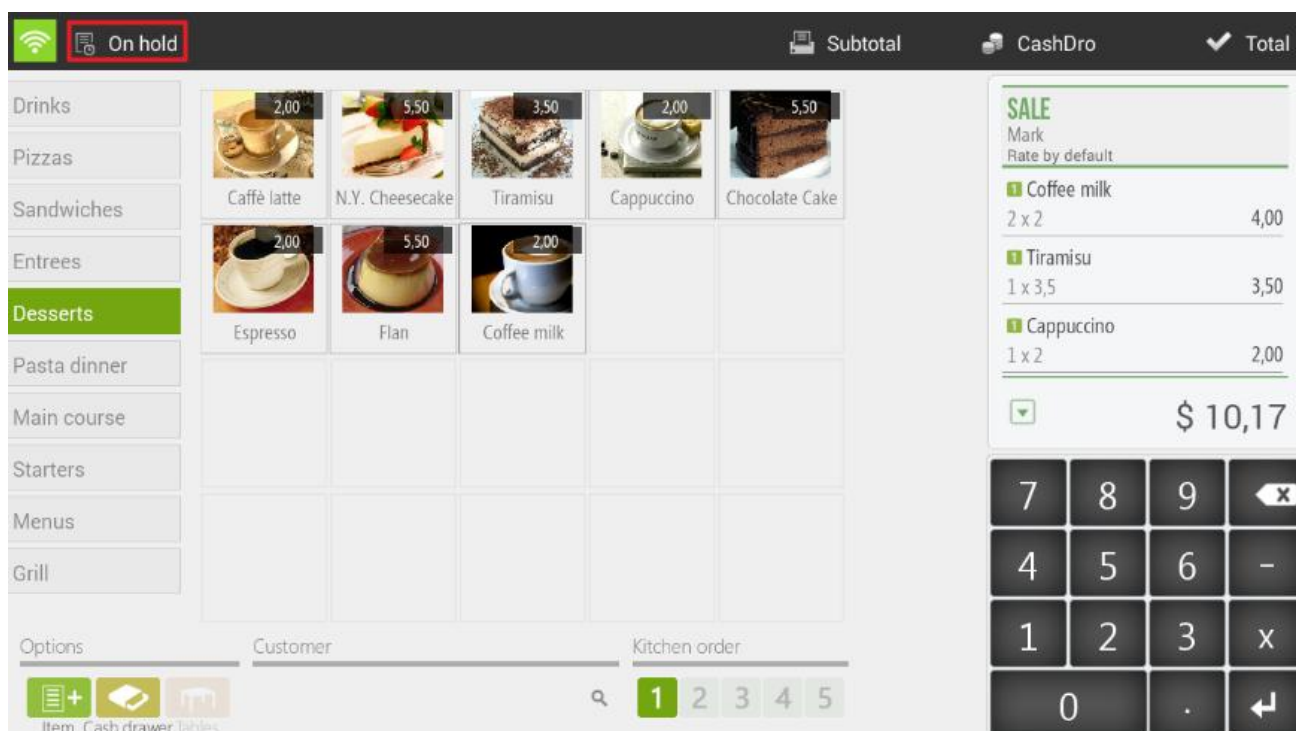 On hold
Subtotal
CashDro
Total
Drinks
Pizzas
Sandwiches
Entrees
Desserts
Pasta dinner
Main course
Starters
Menus
Grill
2,00
5,50
3,50
2,00
5,50
Caffè latte
N.Y. Cheesecake
Tiramisu
Cappuccino
Chocolate Cake
2,00
5,50
2,00
Espresso
Flan
Coffee milk
SALE
Mark
Rate by default
1 Coffee milk
2 x 2 4,00
1 Tiramisu
1 x 3,5 3,50
1 Cappuccino
1 x 2 2,00
$ 10,17
7 8 9 x
4 5 6 -
1 2 3 x
0 .
Options
Customer
Kitchen order
1 2 3 4 5
Item Cash drawer Tables